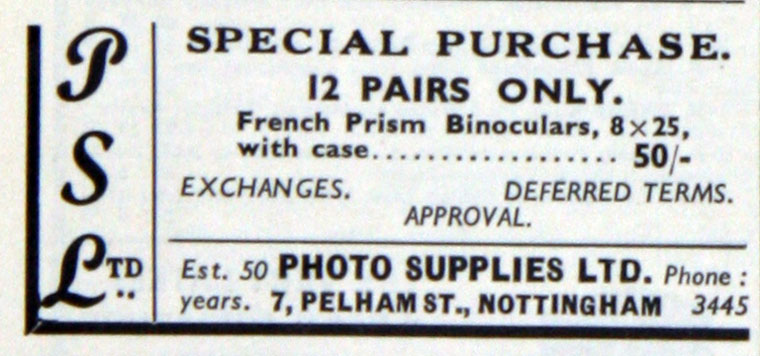 P
S
LTD..
SPECIAL PURCHASE.
12 PAIRS ONLY.
French Prism Binoculars, 8×25,
with case................... 50/-
EXCHANGES. DEFERRED TERMS.
APPROVAL.
Est. 50 PHOTO SUPPLIES LTD. Phone :
years. 7, PELHAM ST., NOTTINGHAM 3445